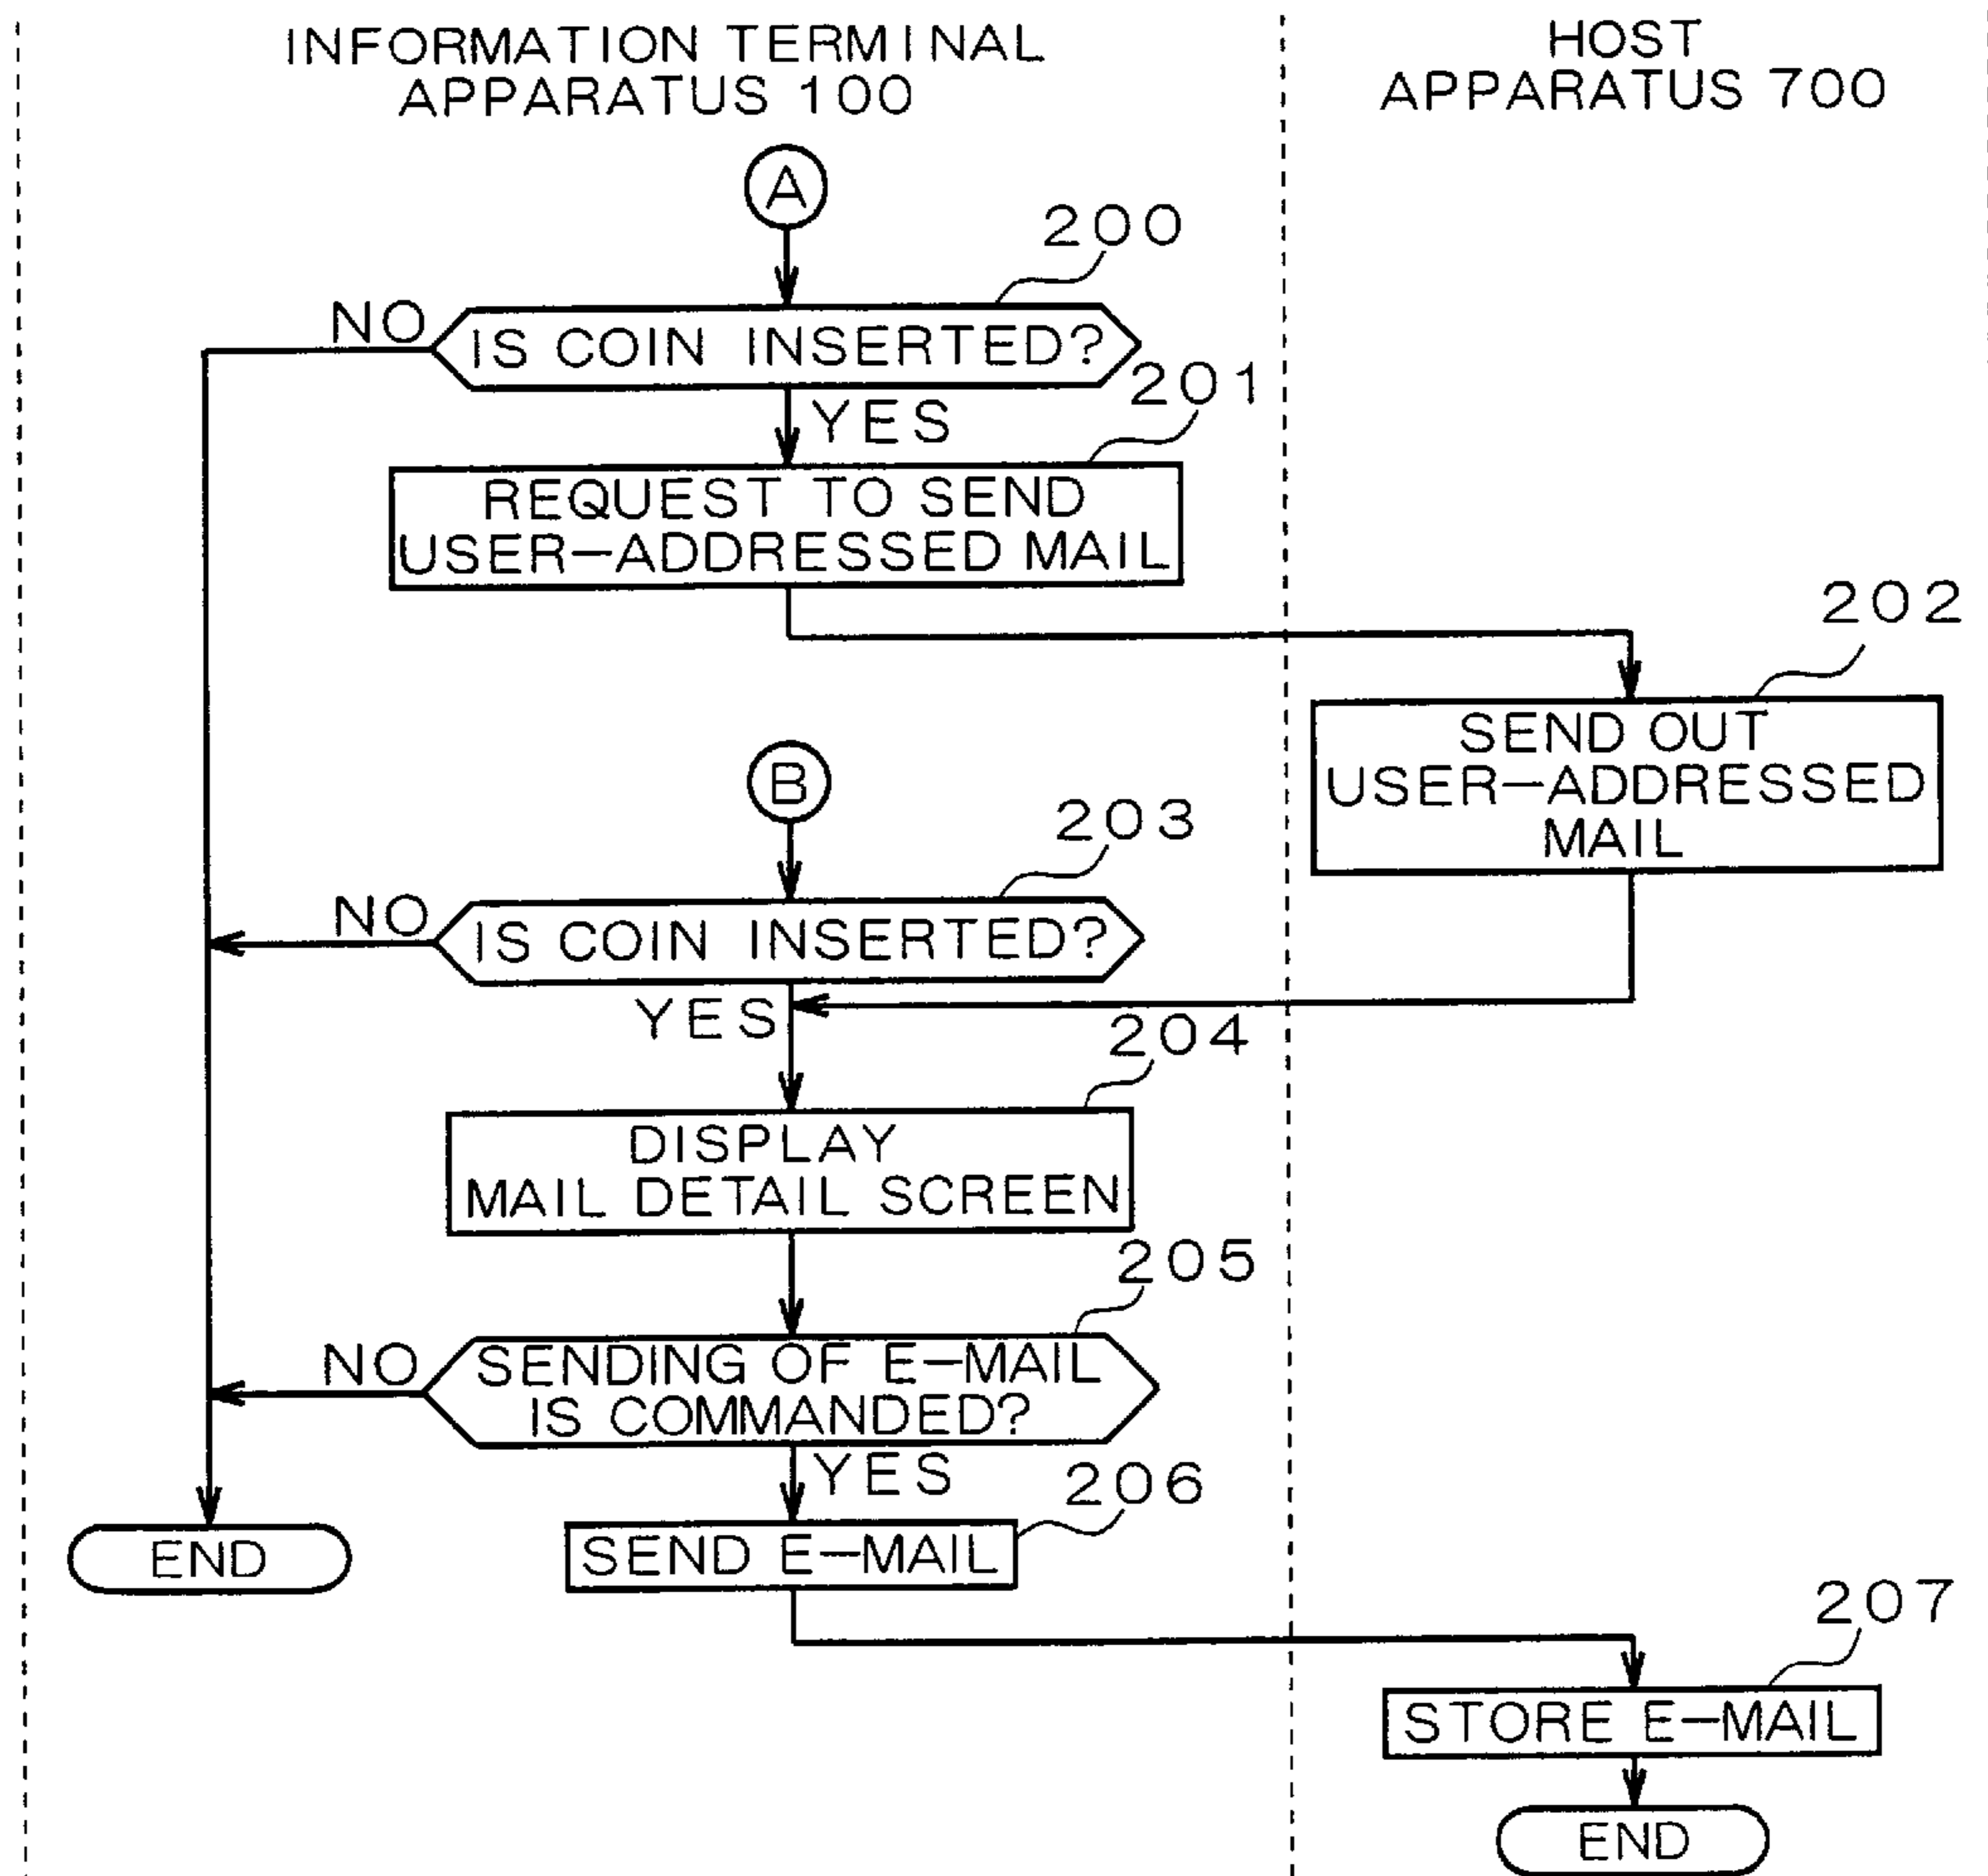 INFORMATION TERMINAL
APPARATUS 100
HOST
APPARATUS 700
A
200
NO
IS COIN INSERTED?
201
YES
REQUEST TO SEND
USER-ADDRESSED MAIL
202
SEND OUT
USER-ADDRESSED
MAIL
B
203
NO
IS COIN INSERTED?
YES
204
DISPLAY
MAIL DETAIL SCREEN
205
NO
SENDING OF E-MAIL
IS COMMANDED?
YES
206
END
SEND E-MAIL
207
STORE E-MAIL
END